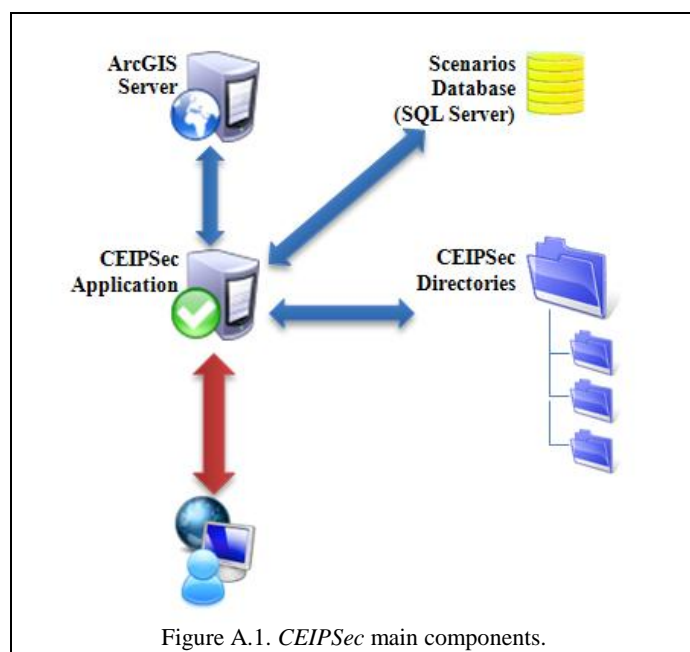 ArcGIS
Server
Scenarios
Database
(SQL Server)
CEIPSec
Application
CEIPSec
Directories
Figure A.1. CEIPSec main components.